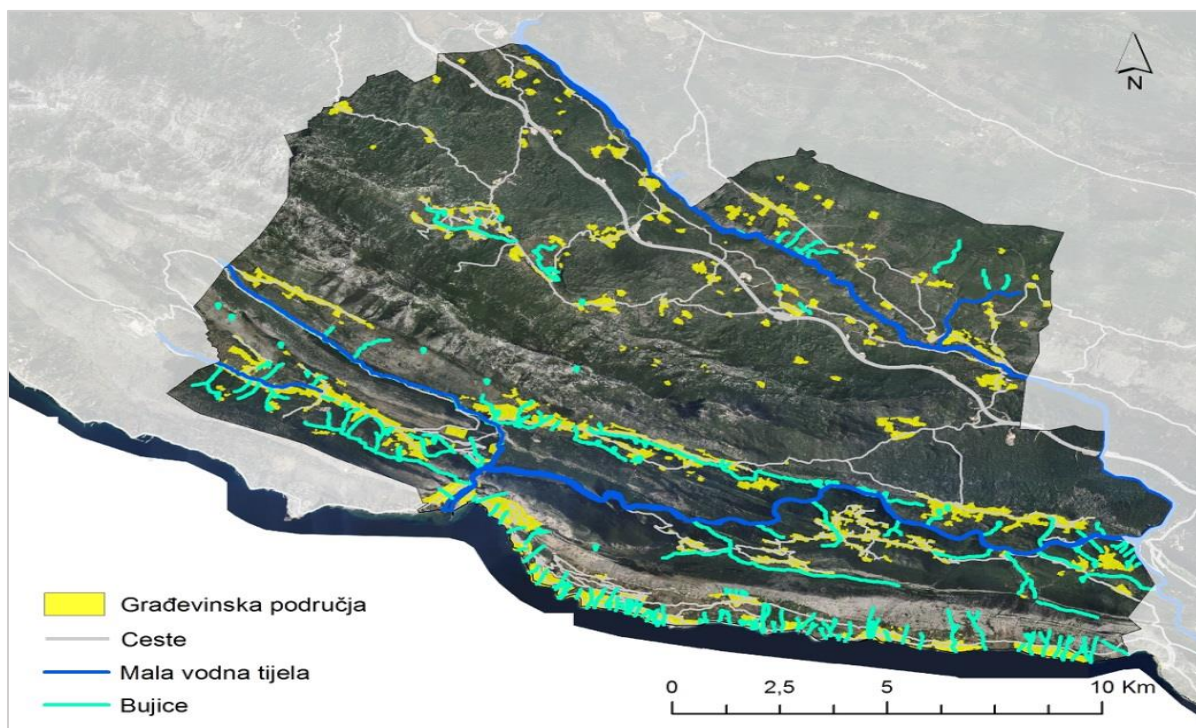 N
Građevinska područja
Ceste
Mala vodna tijela
Bujice
0 2,5 5 10 Km